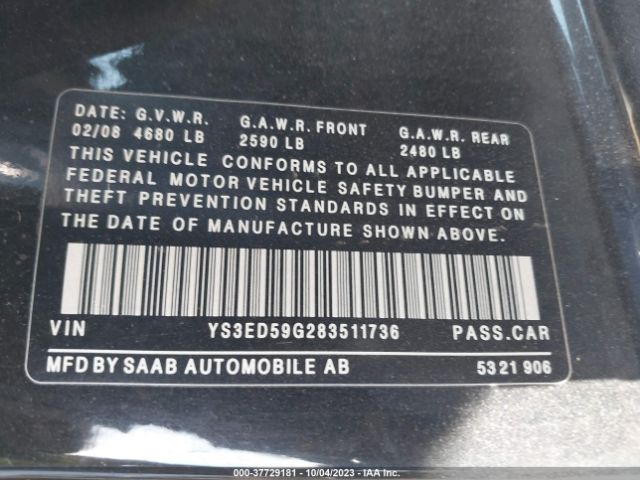 DATE: G.V.W.R. G.A.W.R. FRONT G.A.W.R. REAR
02/08 4680 LB 2590 LB 2480 LB
THIS VEHICLE CONFORMS TO ALL APPLICABLE
FEDERAL MOTOR VEHICLE SAFETY BUMPER AND
THEFT PREVENTION STANDARDS IN EFFECT ON
THE DATE OF MANUFACTURE SHOWN ABOVE.
VIN YS3ED59G283511736 PASS.CAR
MFD BY SAAB AUTOMOBILE AB 5321 906
000-37729181 - 10/04/2023 - IAA Inc.